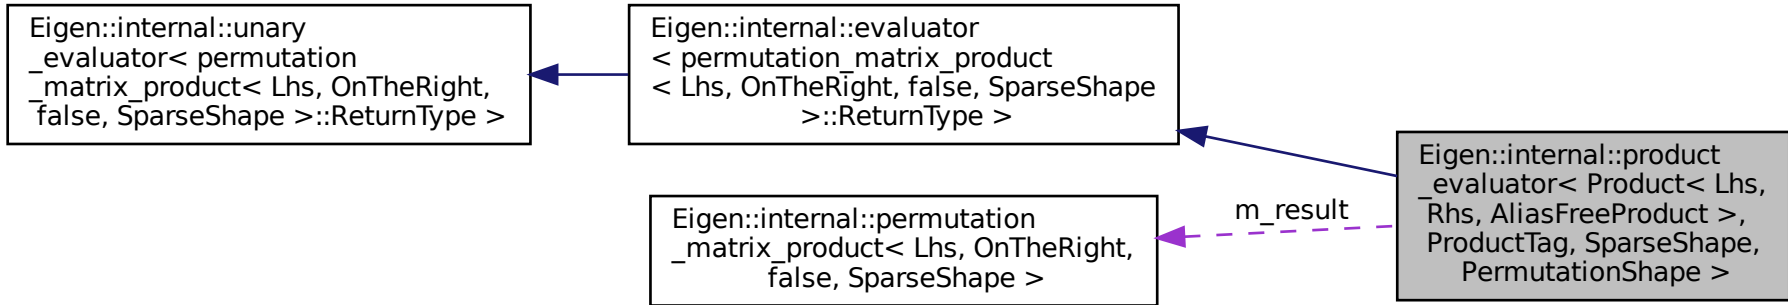 Eigen::internal::unary
_evaluator< permutation
_matrix_product< Lhs, OnTheRight,
false, SparseShape >::ReturnType >
Eigen::internal::evaluator
< permutation_matrix_product
< Lhs, OnTheRight, false, SparseShape
>::ReturnType >
Eigen::internal::permutation
_matrix_product< Lhs, OnTheRight,
false, SparseShape >
m_result
Eigen::internal::product
_evaluator< Product< Lhs,
Rhs, AliasFreeProduct >,
ProductTag, SparseShape,
PermutationShape >